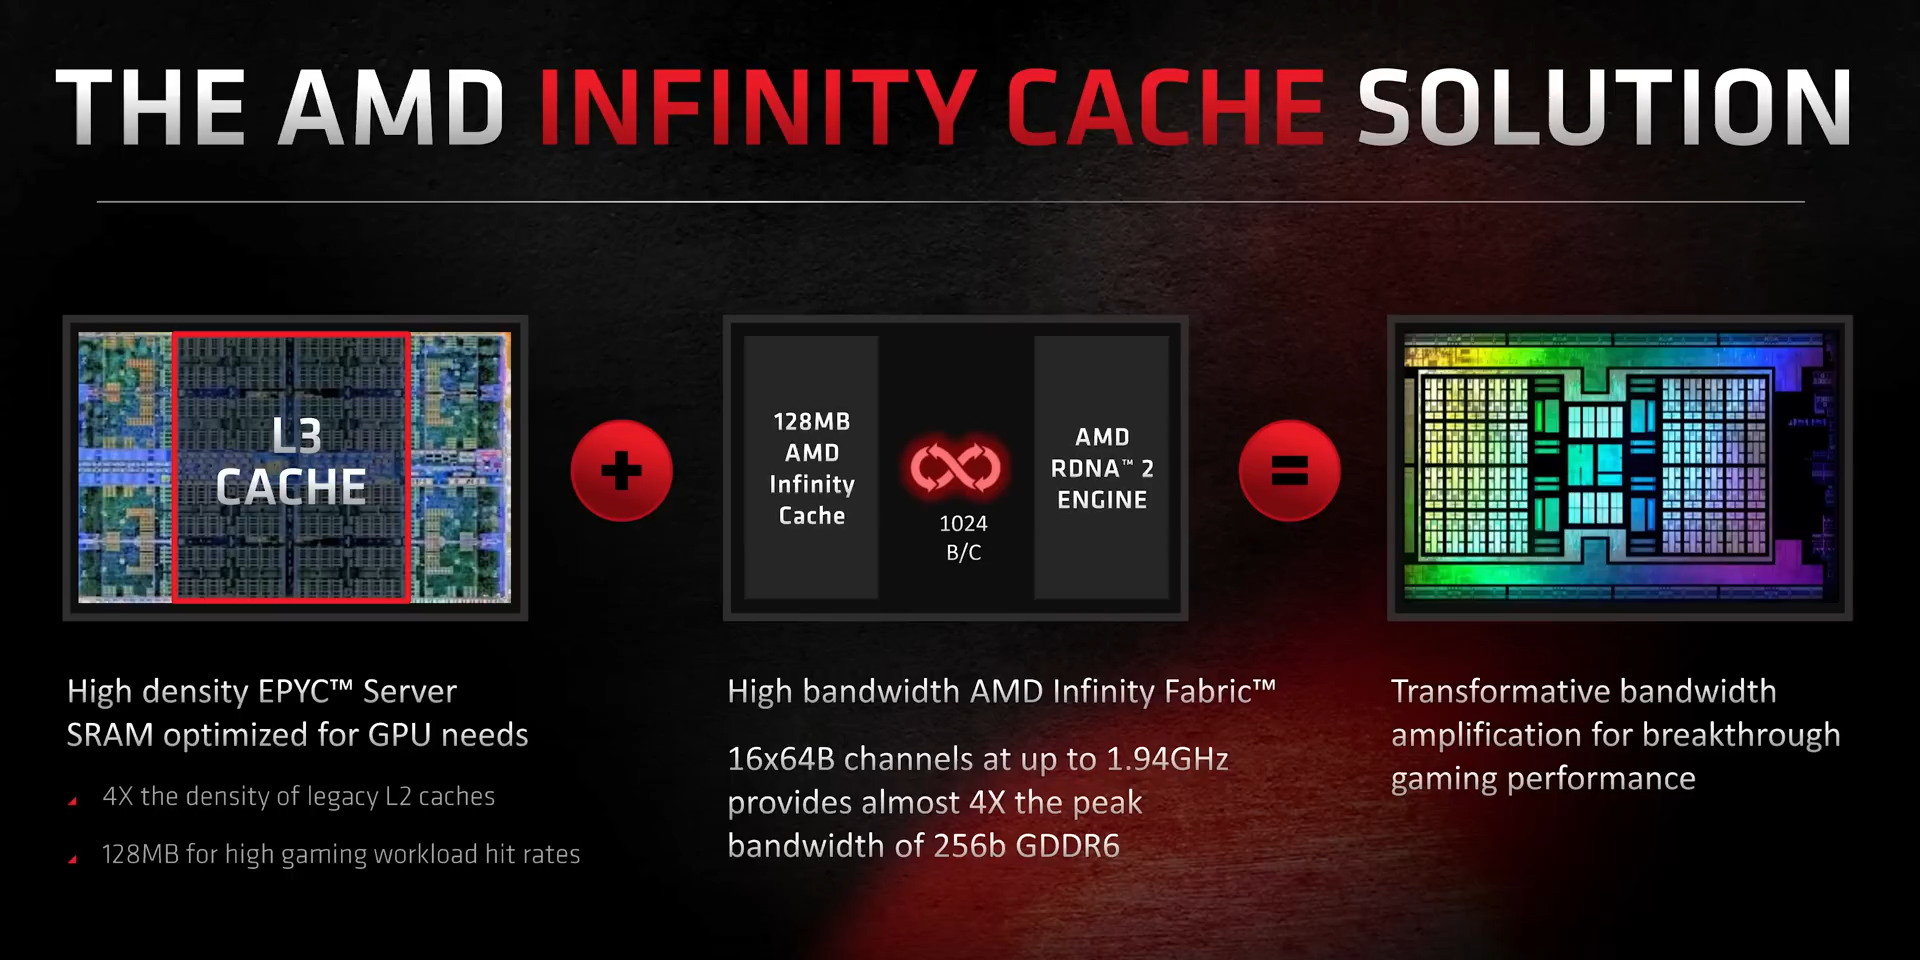 THE AMD INFINITY CACHE SOLUTION
L3
CACHE
128MB
AMD
Infinity
Cache
1024
B/C
AMD
RDNA™ 2
ENGINE
High density EPYC™ Server
SRAM optimized for GPU needs
4X the density of legacy L2 caches
128MB for high gaming workload hit rates
High bandwidth AMD Infinity Fabric™
16x64B channels at up to 1.94GHz
provides almost 4X the peak
bandwidth of 256b GDDR6
Transformative bandwidth
amplification for breakthrough
gaming performance